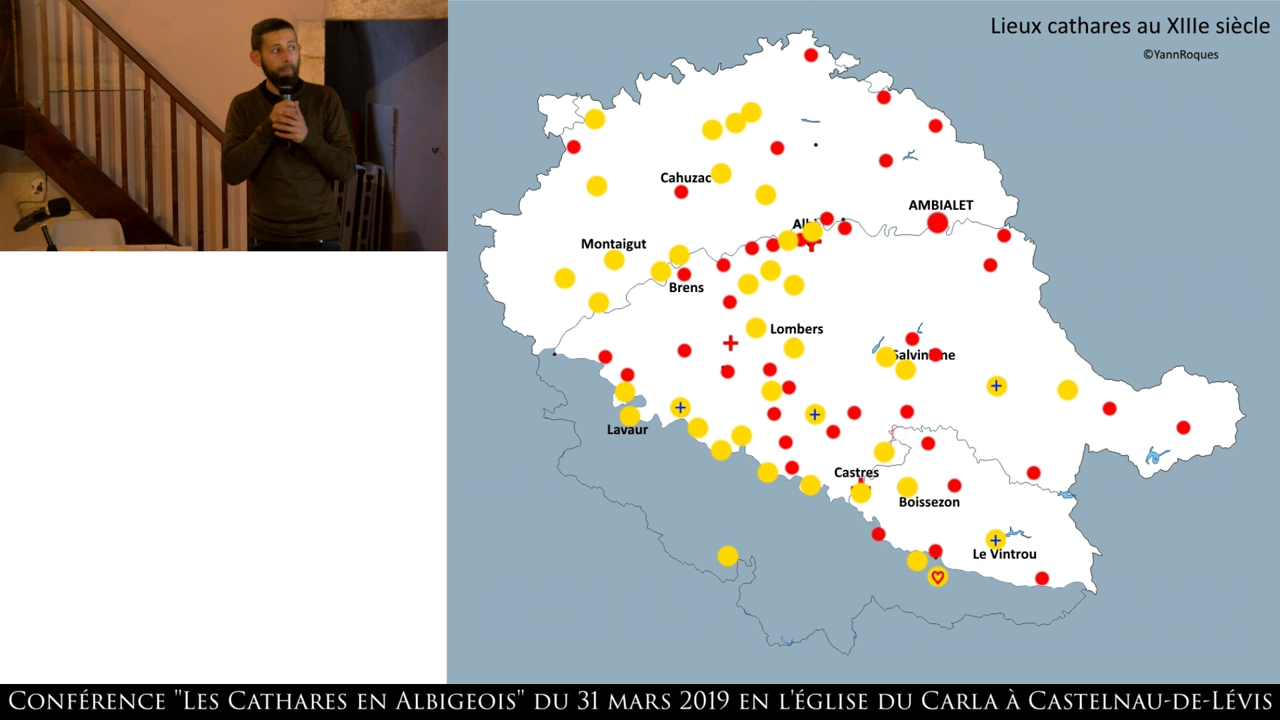 Lieux cathares au XIIIe siècle
©YannRoques
Cahuzac
AMBIALET
Montaigut
Brens
Lombers
Lavaur
Castres
Boissezon
Le Vintrou
Conférence "Les Cathares en Albigeois" du 31 mars 2019 en l'église du Carla à Castelnau-de-Lévis